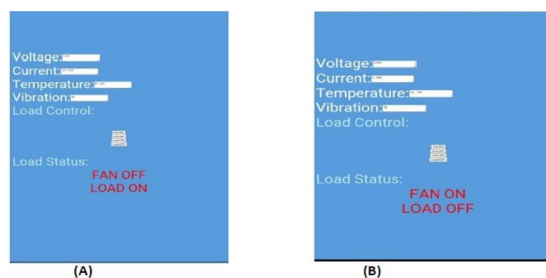 Voltage:
Current:
Temperature:
Vibration:
Load Control:
Load Status:
FAN OFF
LOAD ON
(A)
Voltage:
Current:
Temperature:
Vibration:
Load Control:
Load Status:
FAN ON
LOAD OFF
(B)